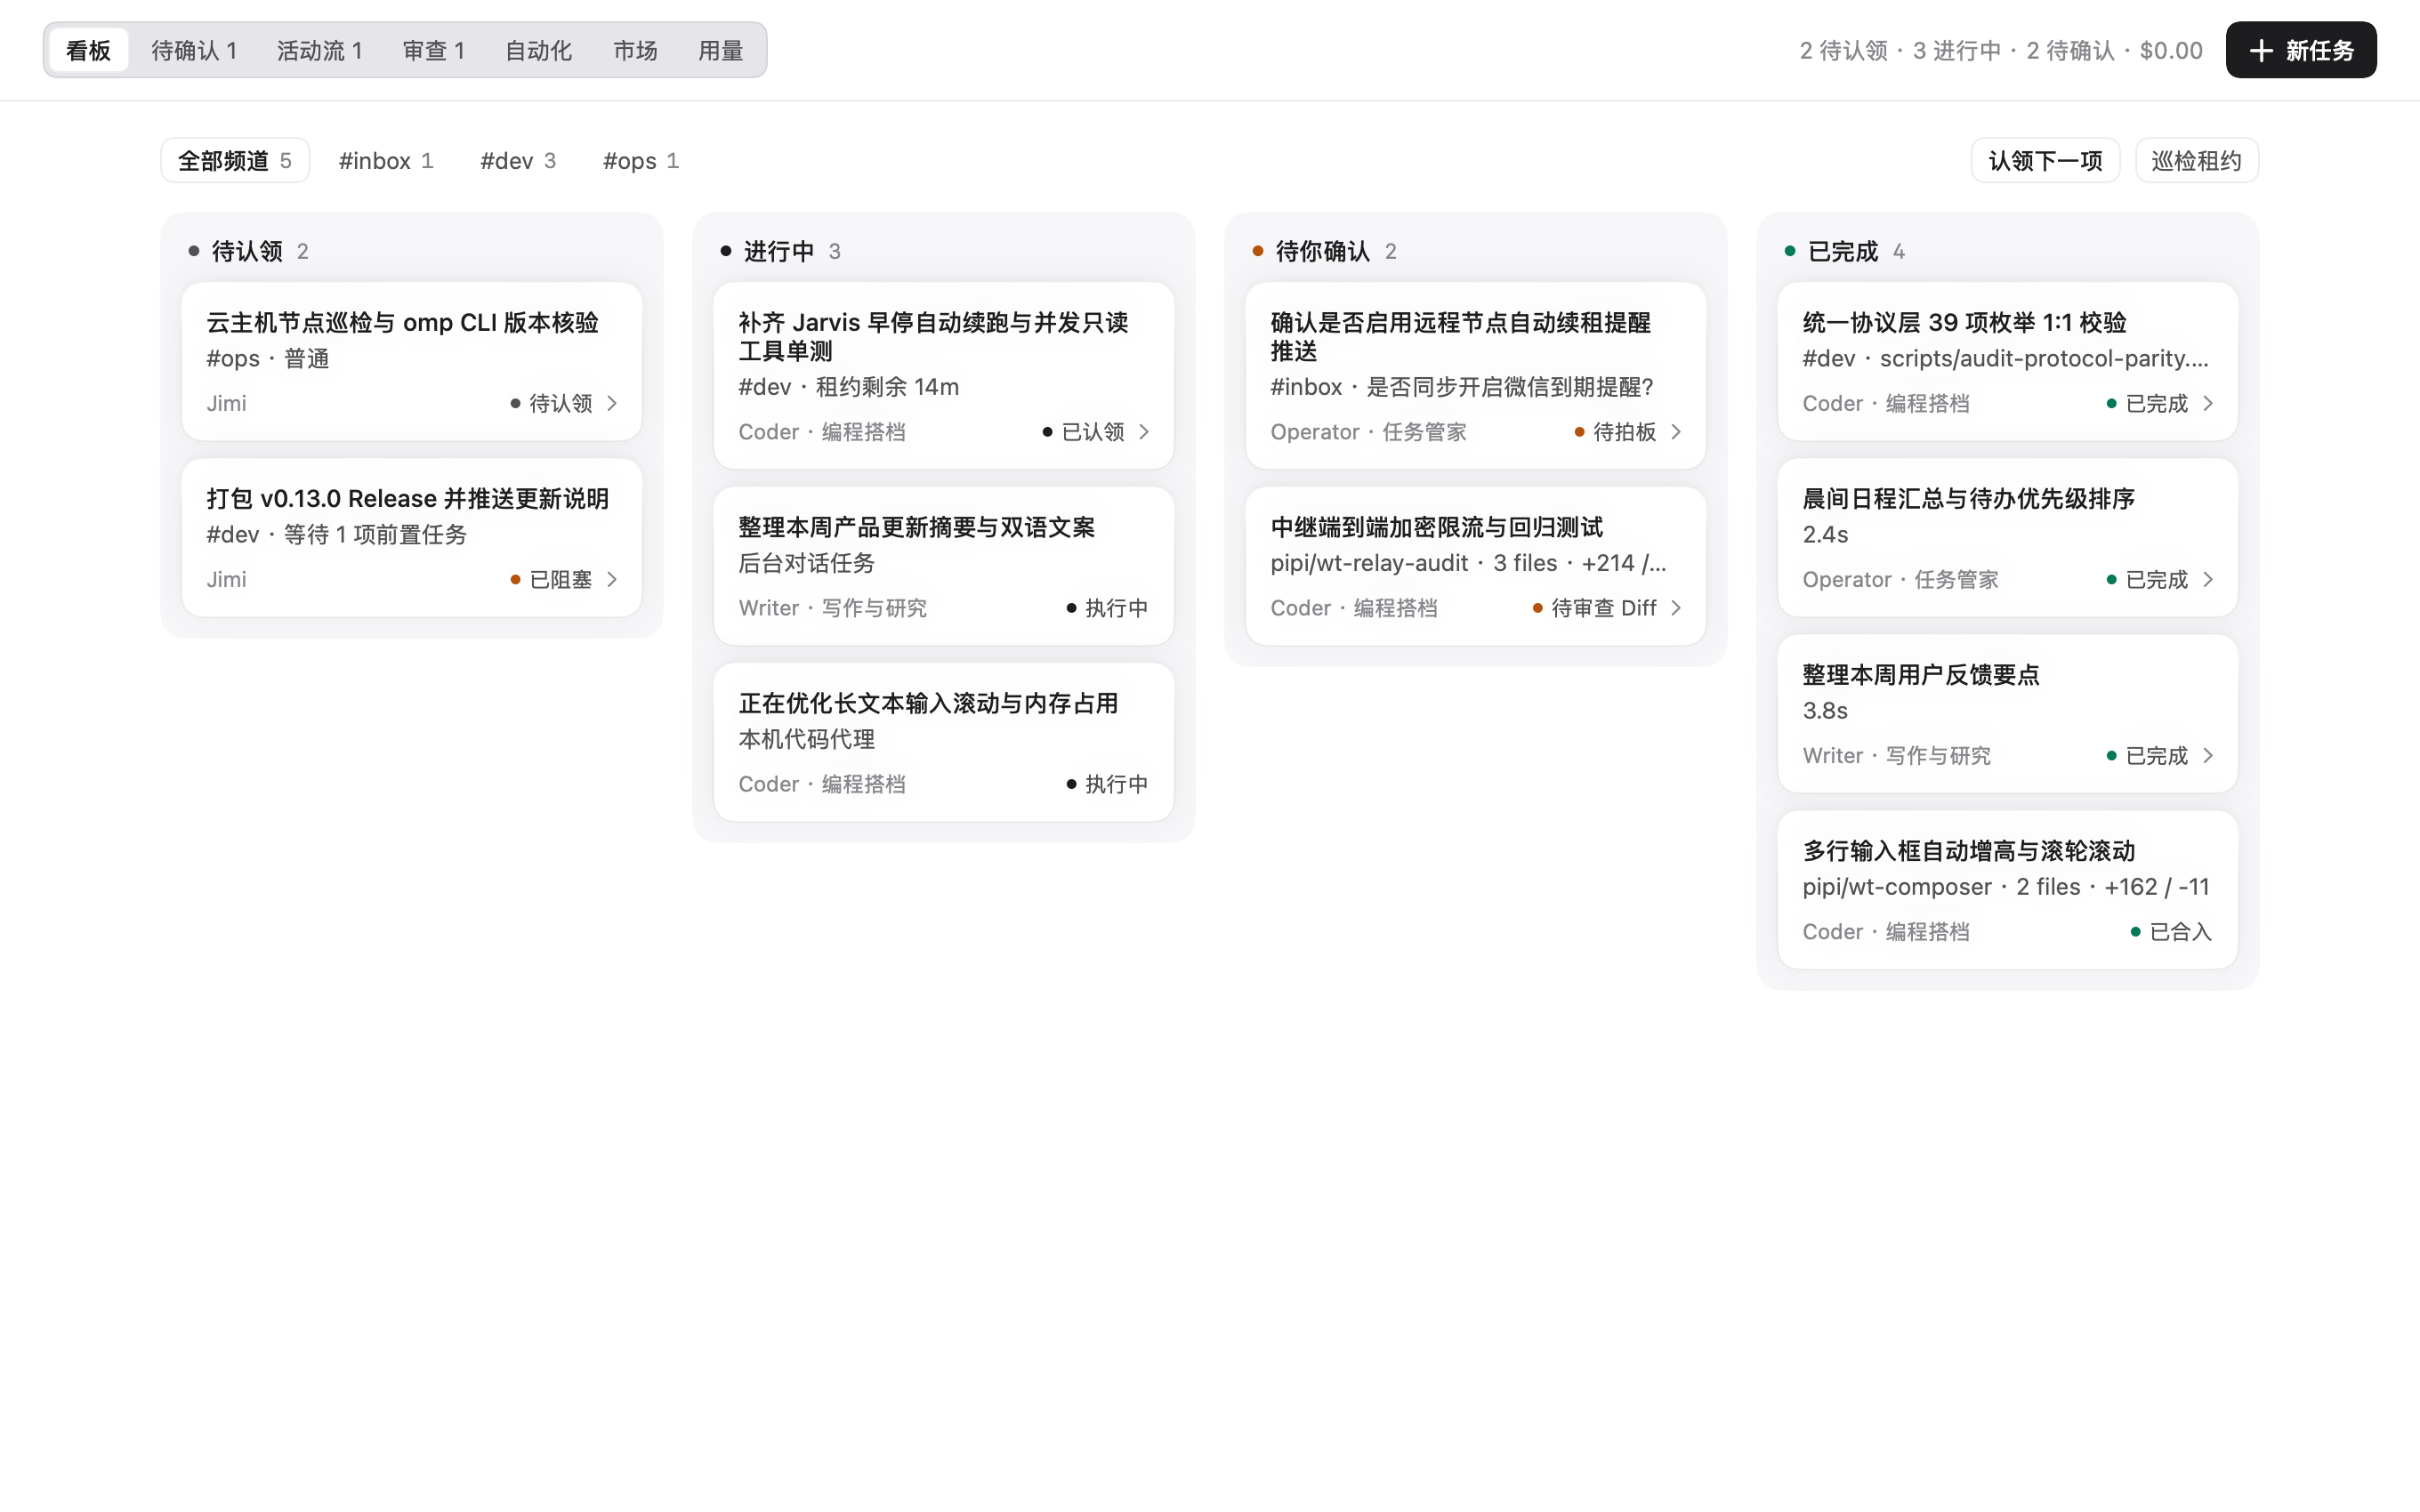 看板 待确认 1 活动流 1 审查 1 自动化 市场 用量
2 待认领 · 3 进行中 · 2 待确认 · $0.00
新任务
全部频道 5 #inbox 1 #dev 3 #ops 1
认领下一项 巡检租约
待认领 2
云主机节点巡检与 omp CLI 版本核验
#ops · 普通
Jimi 待认领
打包 v0.13.0 Release 并推送更新说明
#dev · 等待 1 项前置任务
Jimi 已阻塞
进行中 3
补齐 Jarvis 早停自动续跑与并发只读
工具单测
#dev · 租约剩余 14m
Coder · 编程搭档 已认领
整理本周产品更新摘要与双语文案
后台对话任务
Writer · 写作与研究 执行中
正在优化长文本输入滚动与内存占用
本机代码代理
Coder · 编程搭档 执行中
待你确认 2
确认是否启用远程节点自动续租提醒
推送
#inbox · 是否同步开启微信到期提醒?
Operator · 任务管家 待拍板
中继端到端加密限流与回归测试
pipi/wt-relay-audit · 3 files · +214 /...
Coder · 编程搭档 待审查 Diff
已完成 4
统一协议层 39 项枚举 1:1 校验
#dev · scripts/audit-protocol-parity....
Coder · 编程搭档 已完成
晨间日程汇总与待办优先级排序
2.4s
Operator · 任务管家 已完成
整理本周用户反馈要点
3.8s
Writer · 写作与研究 已完成
多行输入框自动增高与滚轮滚动
pipi/wt-composer · 2 files · +162 / -11
Coder · 编程搭档 已合入